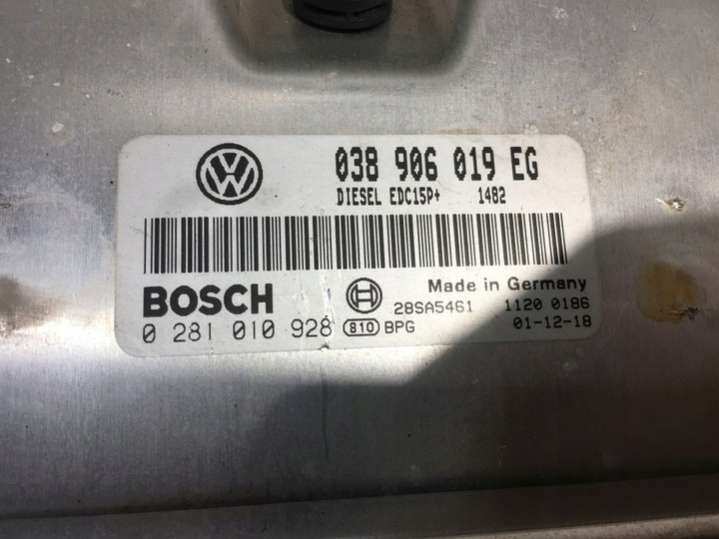 038 906 019 EG
DIESEL EDC15P+ 1482
Made in Germany
BOSCH 28SA5461 1120 0186
0 281 010 928 810 BPG 01-12-18